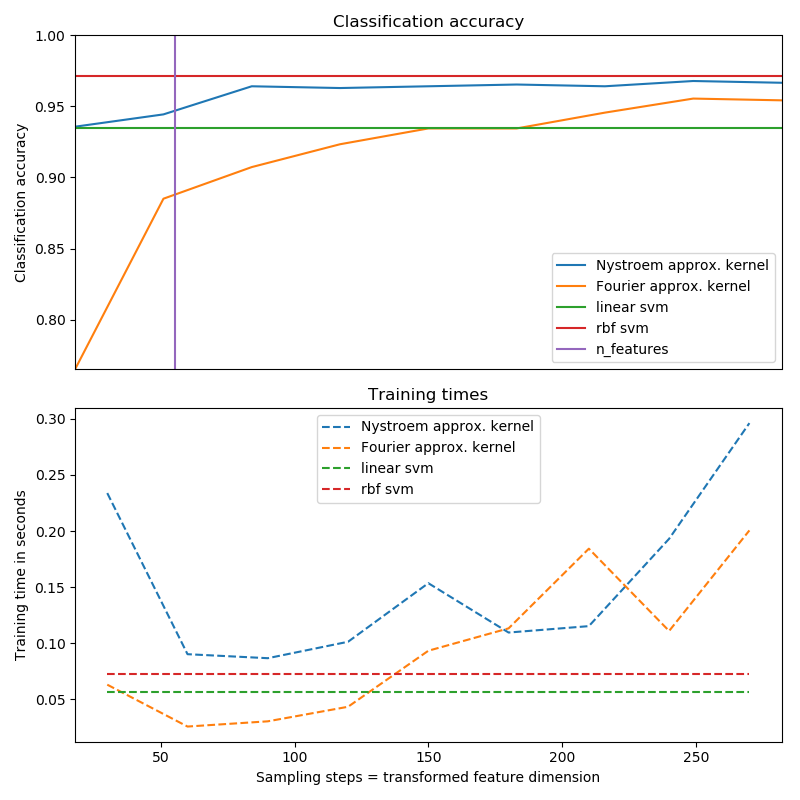 Classification accuracy
1.00
0.95
0.90
0.85
0.80
Classification accuracy
Nystroem approx. kernel
Fourier approx. kernel
linear svm
rbf svm
n_features
Training times
0.30
0.25
0.20
0.15
0.10
0.05
Training time in seconds
Nystroem approx. kernel
Fourier approx. kernel
linear svm
rbf svm
50 100 150 200 250
Sampling steps = transformed feature dimension